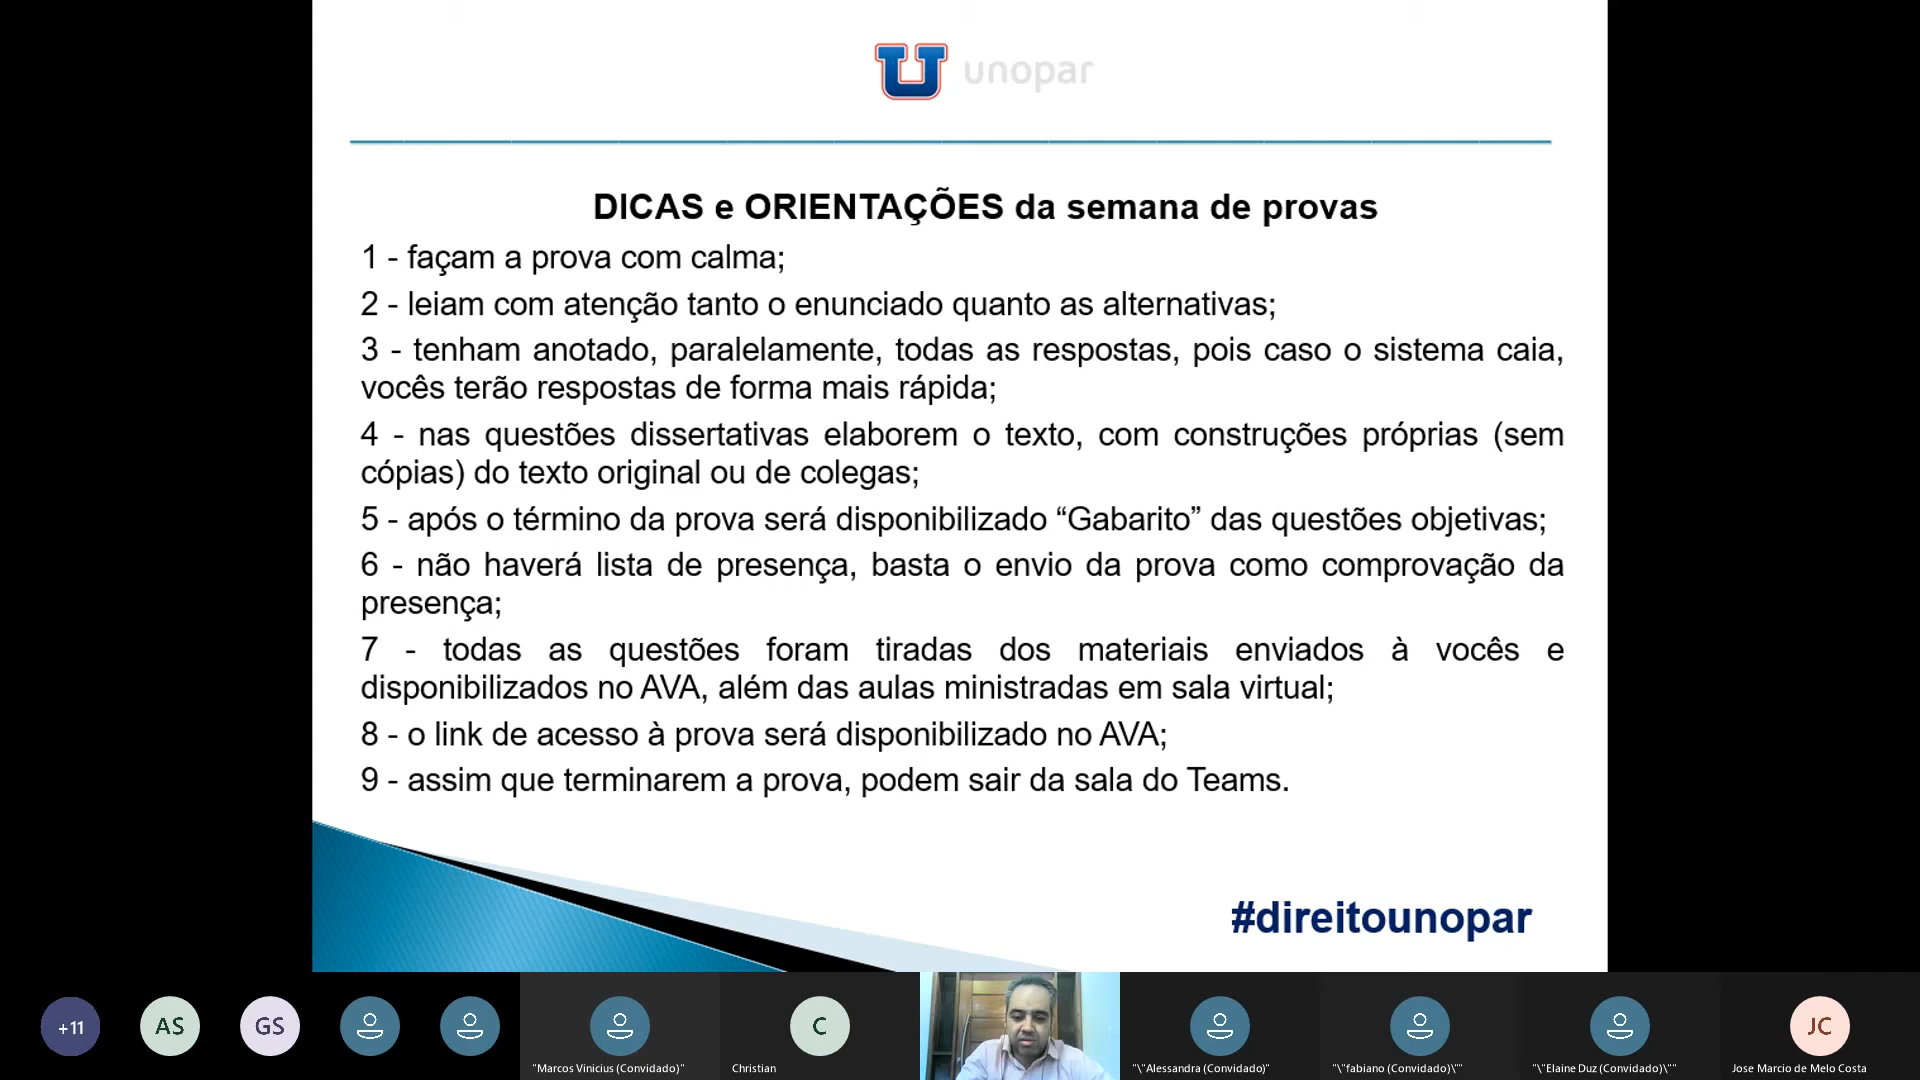 unopar
DICAS e ORIENTAÇÕES da semana de provas
1 - façam a prova com calma;
2 - leiam com atenção tanto o enunciado quanto as alternativas;
3 - tenham anotado, paralelamente, todas as respostas, pois caso o sistema caia,
vocês terão respostas de forma mais rápida;
4 - nas questões dissertativas elaborem o texto, com construções próprias (sem
cópias) do texto original ou de colegas;
5 - após o término da prova será disponibilizado “Gabarito” das questões objetivas;
6 - não haverá lista de presença, basta o envio da prova como comprovação da
presença;
7 - todas as questões foram tiradas dos materiais enviados à vocês e
disponibilizados no AVA, além das aulas ministradas em sala virtual;
8 - o link de acesso à prova será disponibilizado no AVA;
9 - assim que terminarem a prova, podem sair da sala do Teams.
#direitounopar
+11 AS GS C JC
"Marcos Vinicius (Convidado)" Christian "\"Alessandra (Convidado)" "\"fabiano (Convidado)\"" "\"Elaine Duz (Convidado)\"" Jose Marcio de Melo Costa